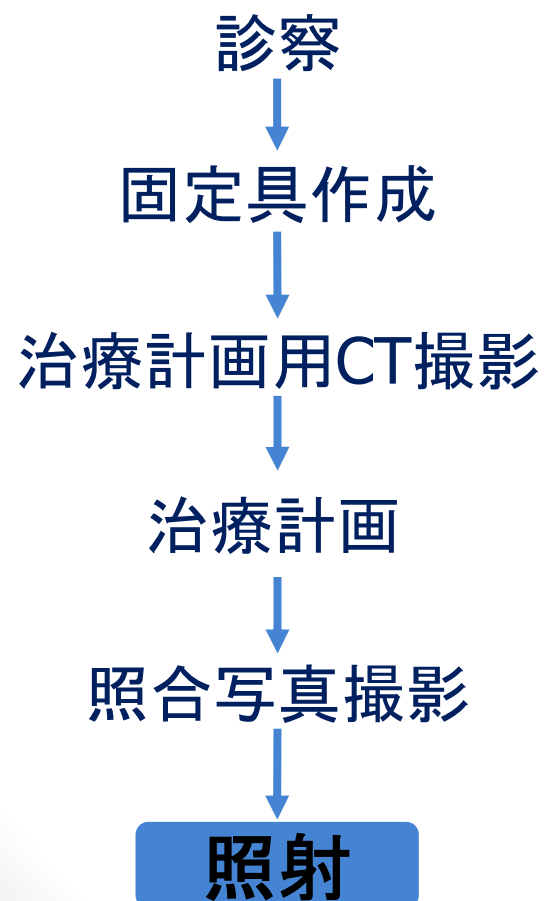 診察
固定具作成
治療計画用CT撮影
治療計画
照合写真撮影
照射